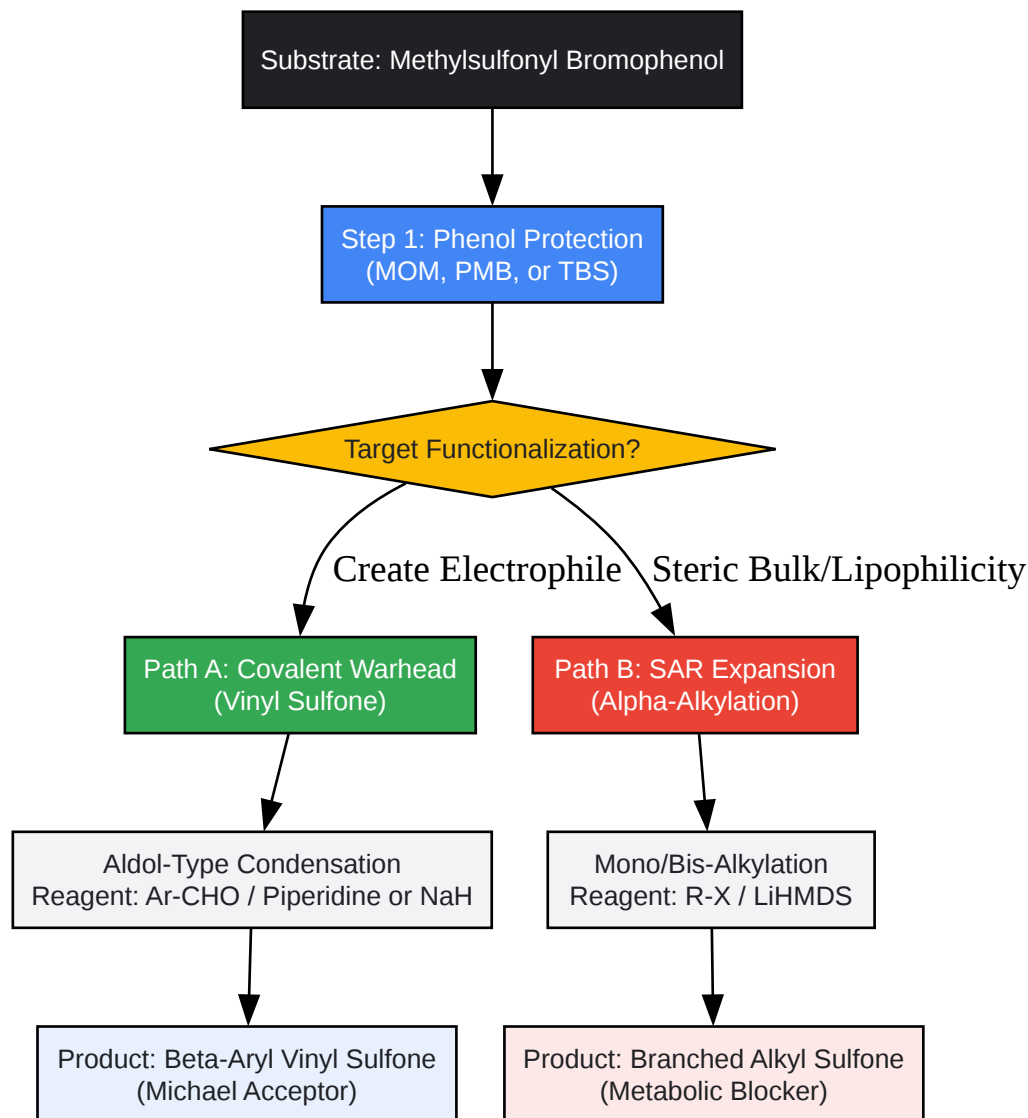 Substrate: Methylsulfonyl Bromophenol
Step 1: Phenol Protection
(MOM, PMB, or TBS)
Target Functionalization?
Create Electrophile
Steric Bulk/Lipophilicity
Path A: Covalent Warhead
(Vinyl Sulfone)
Path B: SAR Expansion
(Alpha-Alkylation)
Aldol-Type Condensation
Reagent: Ar-CHO / Piperidine or NaH
Mono/Bis-Alkylation
Reagent: R-X / LiHMDS
Product: Beta-Aryl Vinyl Sulfone
(Michael Acceptor)
Product: Branched Alkyl Sulfone
(Metabolic Blocker)